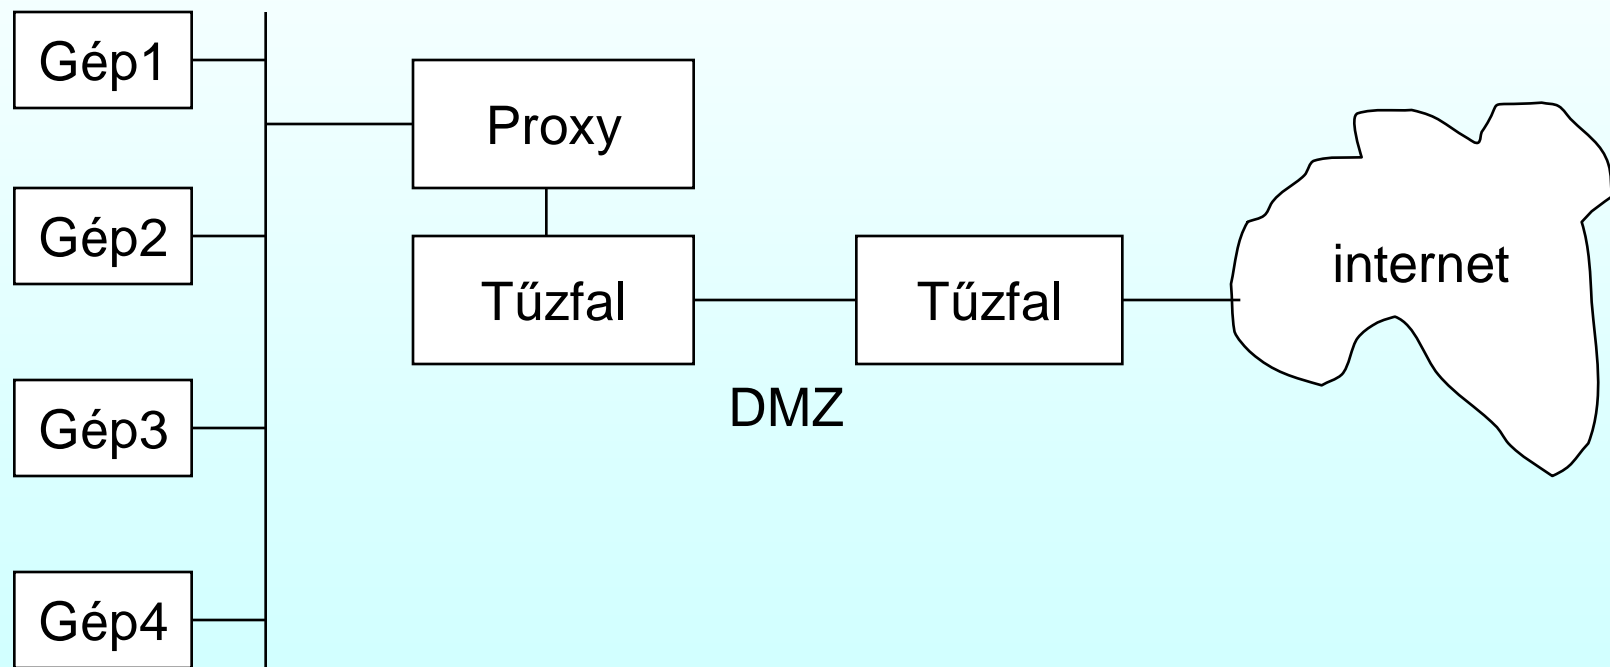 Gép1
Proxy
Gép2
Tűzfal
Tűzfal
internet
DMZ
Gép3
Gép4